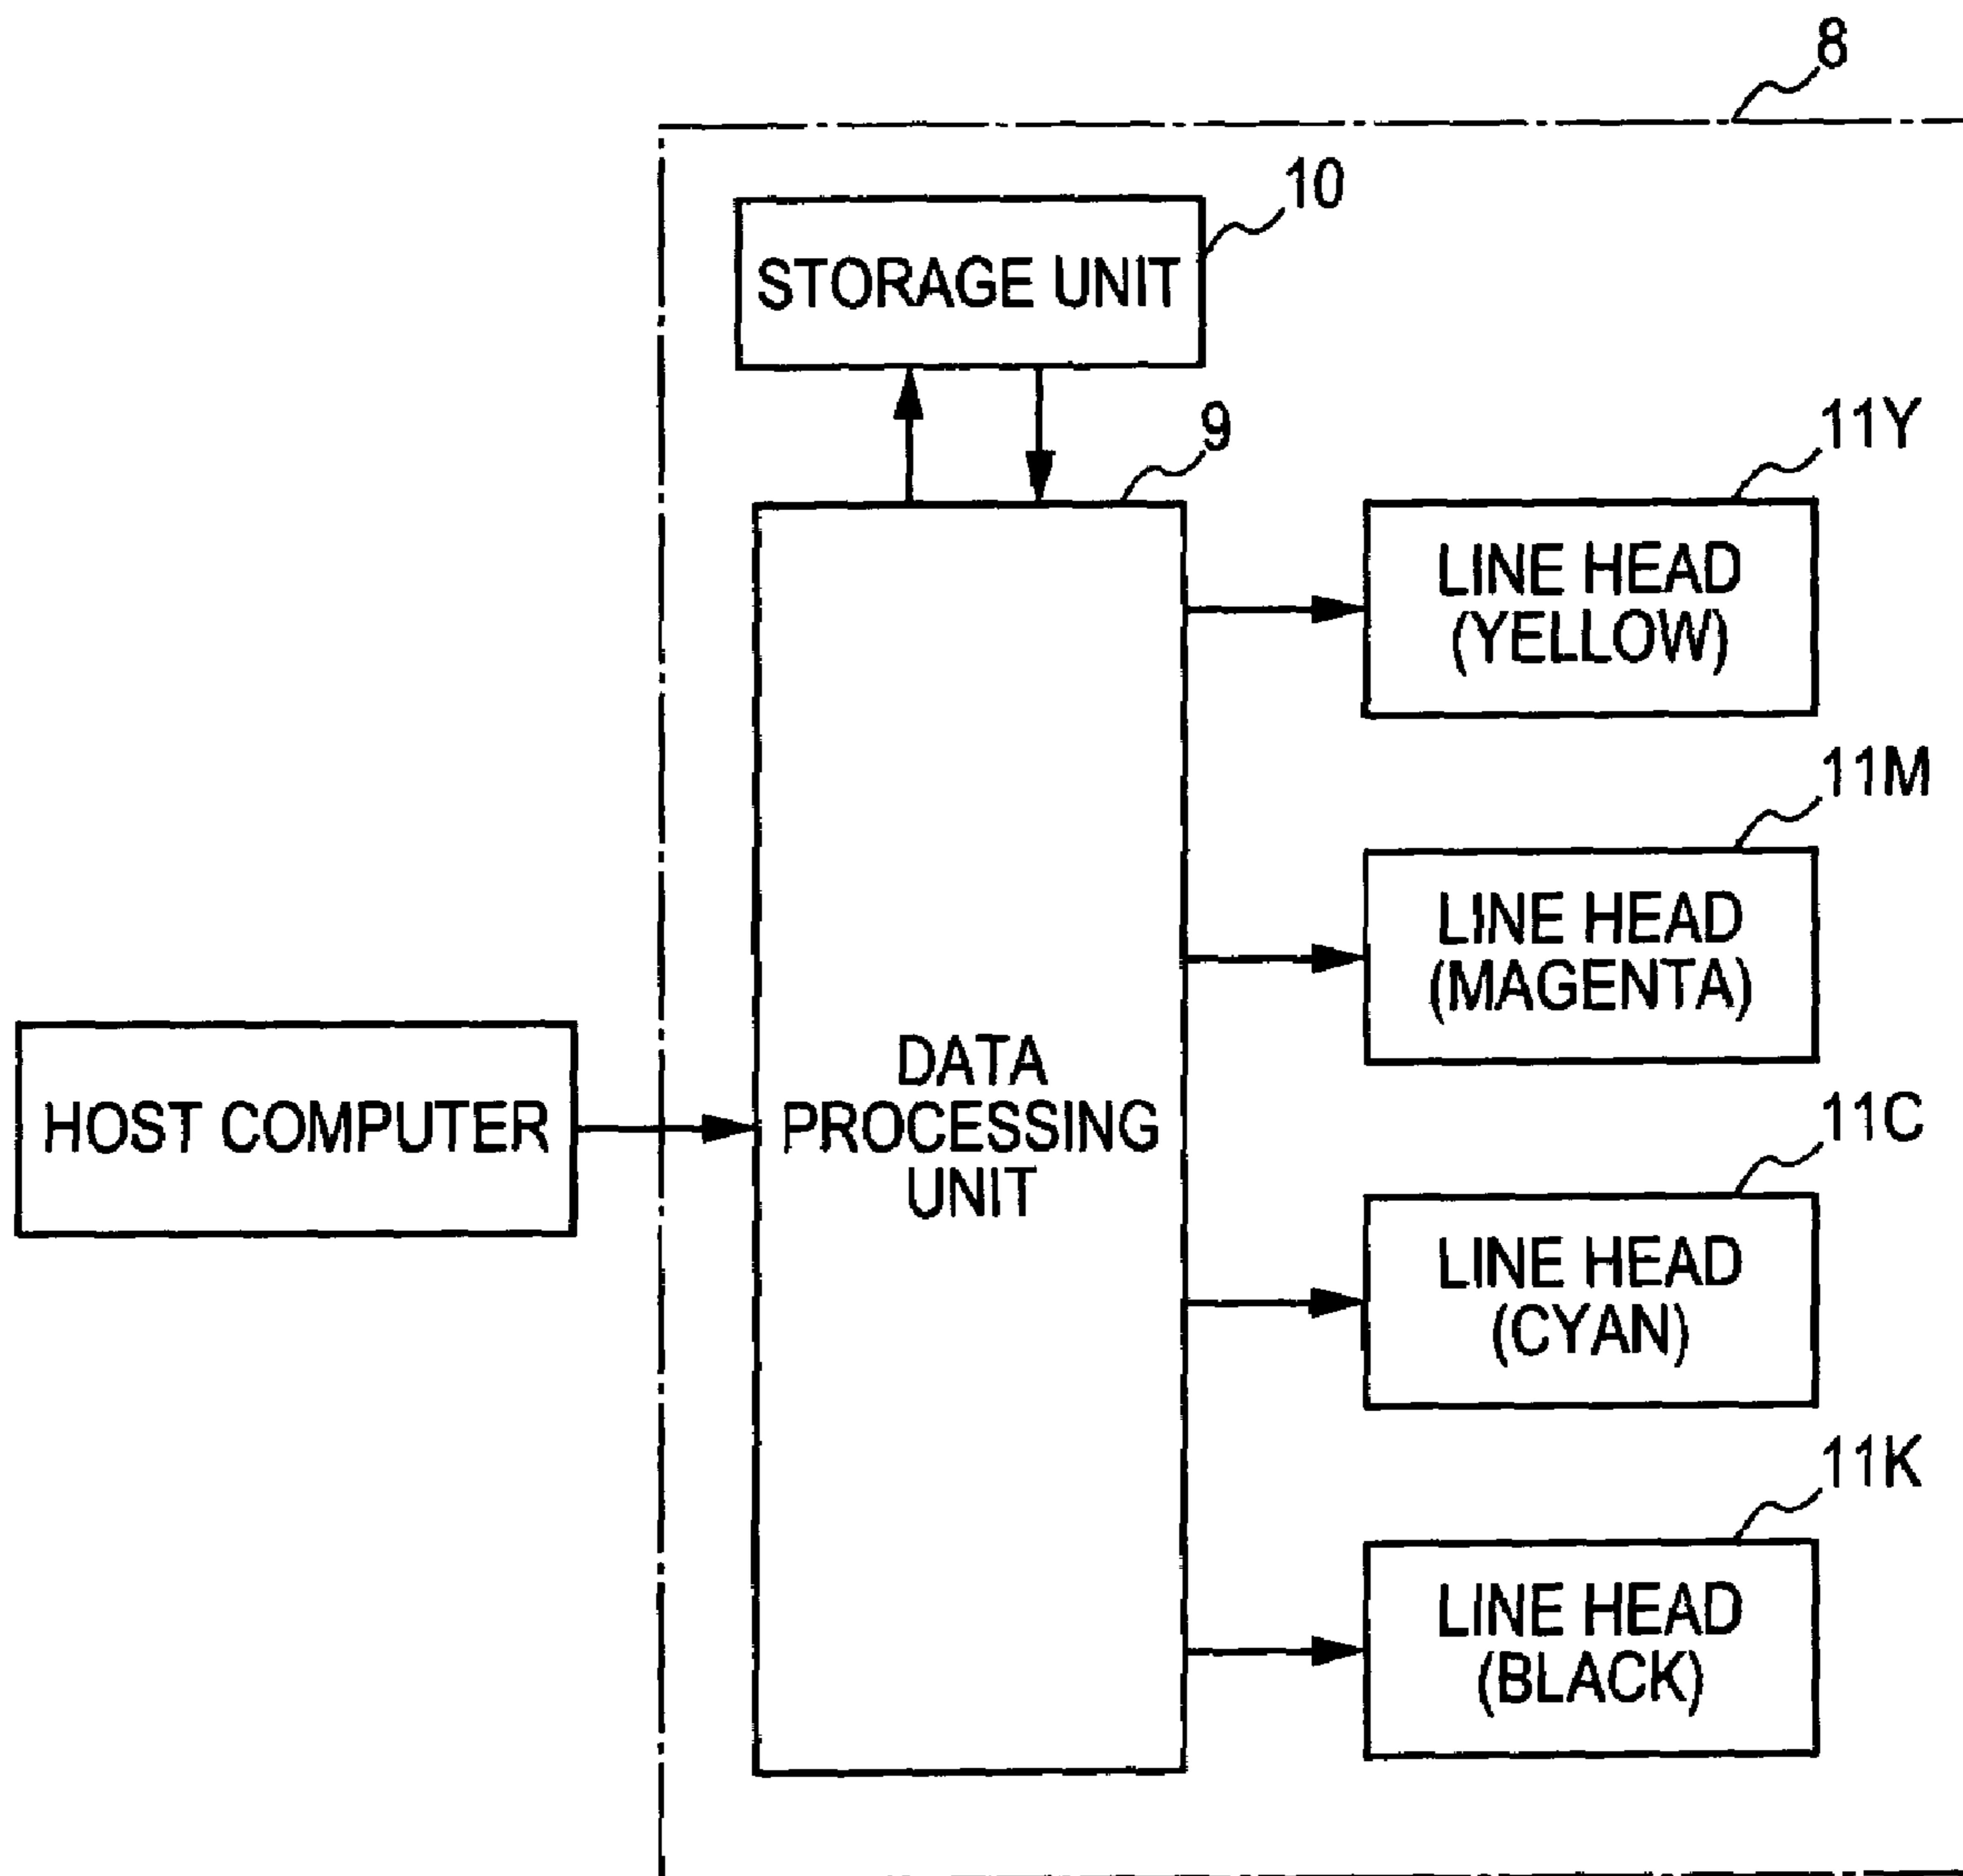 8
10
STORAGE UNIT
9
11Y
LINE HEAD
(YELLOW)
11M
LINE HEAD
(MAGENTA)
HOST COMPUTER
DATA
PROCESSING
UNIT
11C
LINE HEAD
(CYAN)
11K
LINE HEAD
(BLACK)